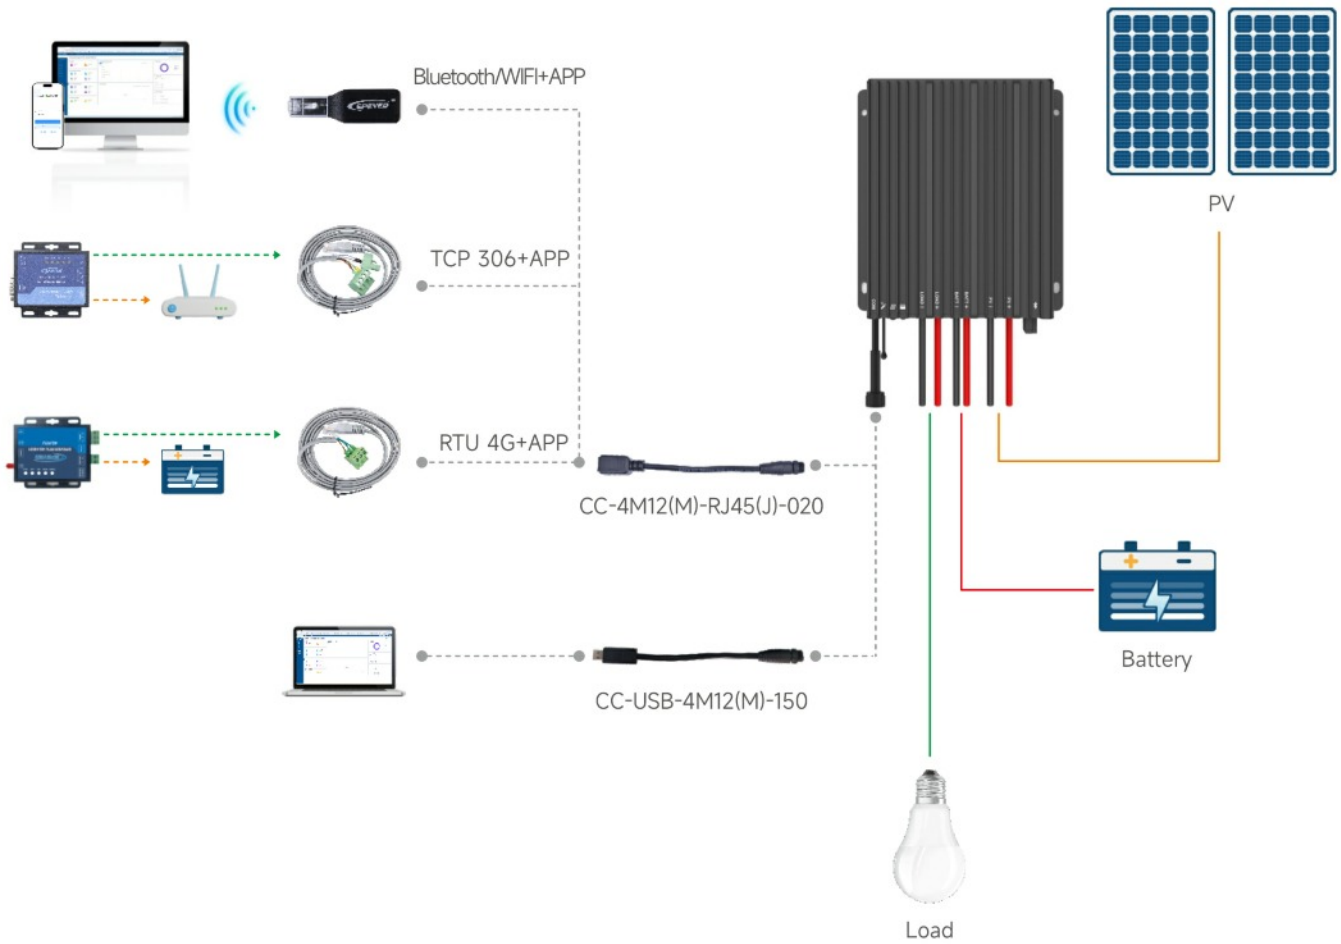 Bluetooth/WIFI+APP
EPEVER
PV
TCP 306+APP
RTU 4G+APP
CC-4M12(M)-RJ45(J)-020
CC-USB-4M12(M)-150
Battery
Load